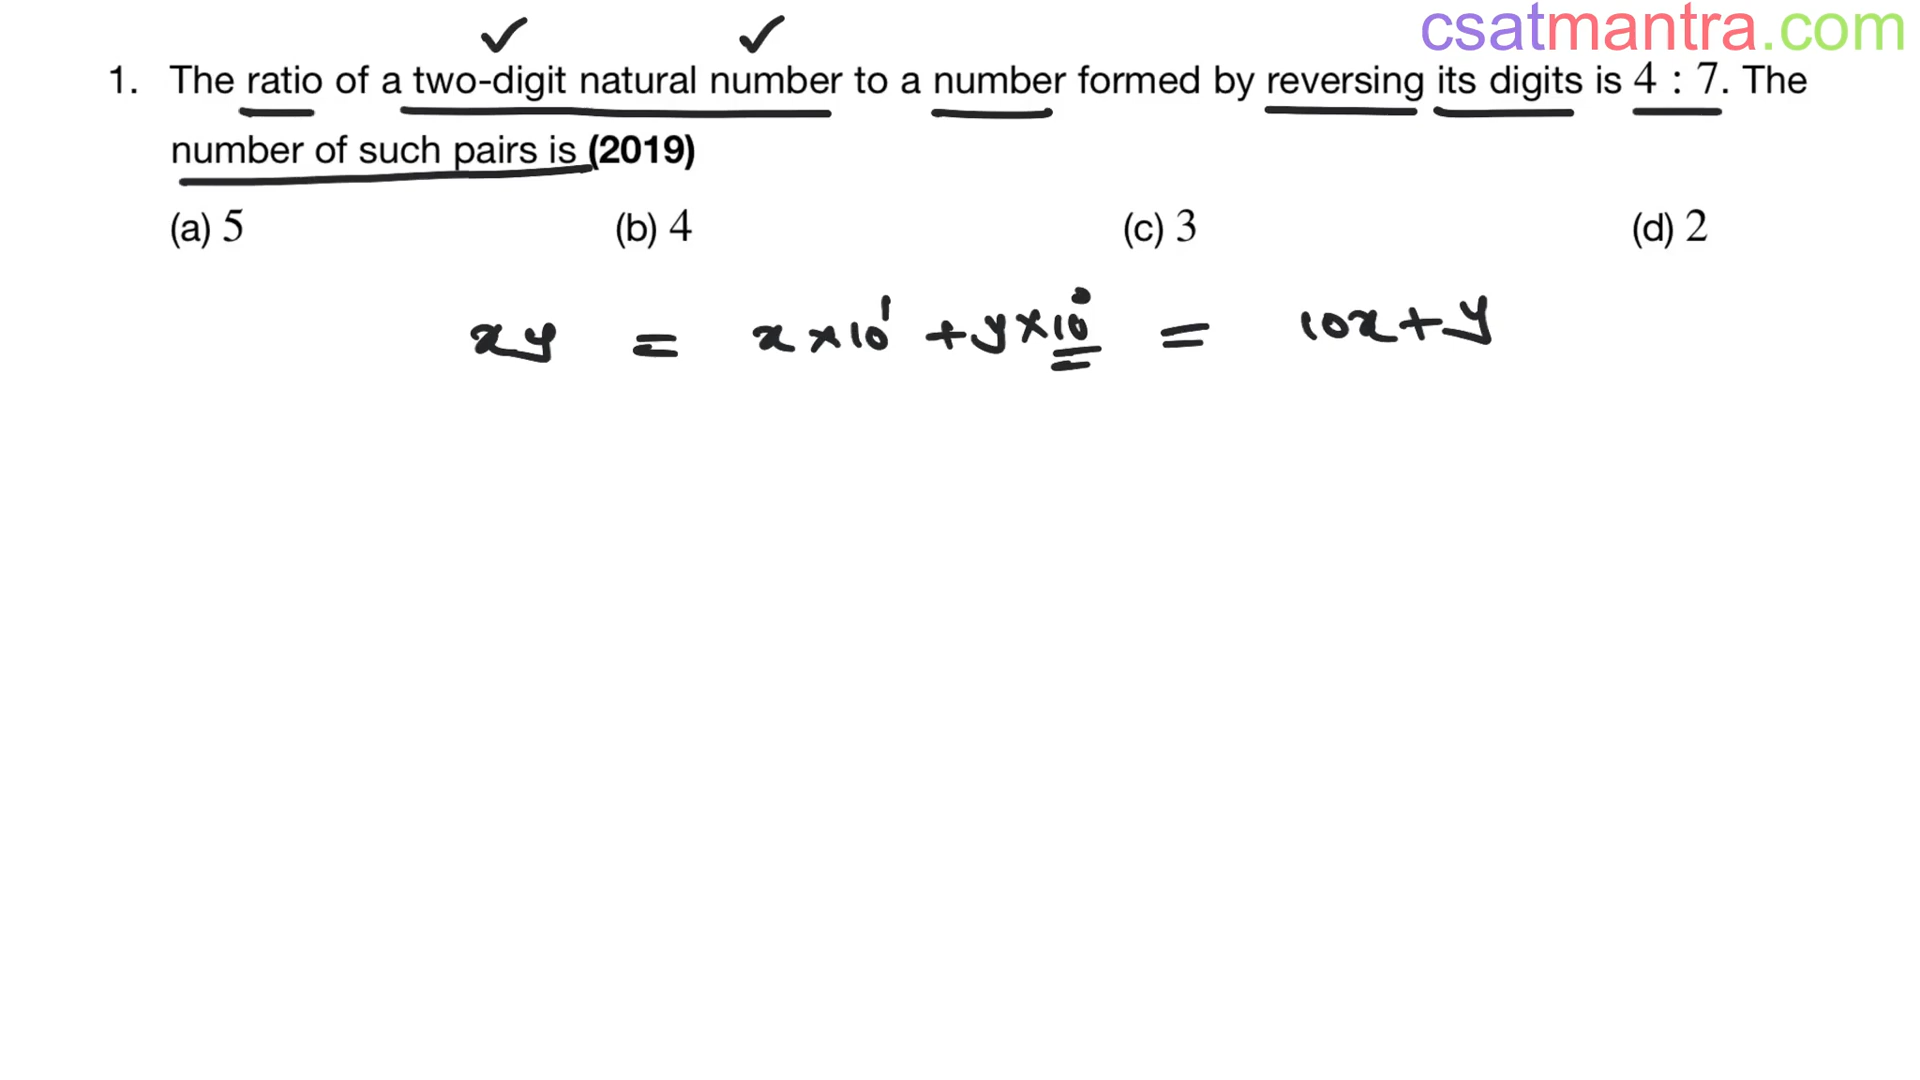 csatmantra.com
1. The ratio of a two-digit natural number to a number formed by reversing its digits is 4 : 7. The
number of such pairs is (2019)
(a) 5 (b) 4 (c) 3 (d) 2
xy = x × 10¹ + y × 10⁰ = 10x + y